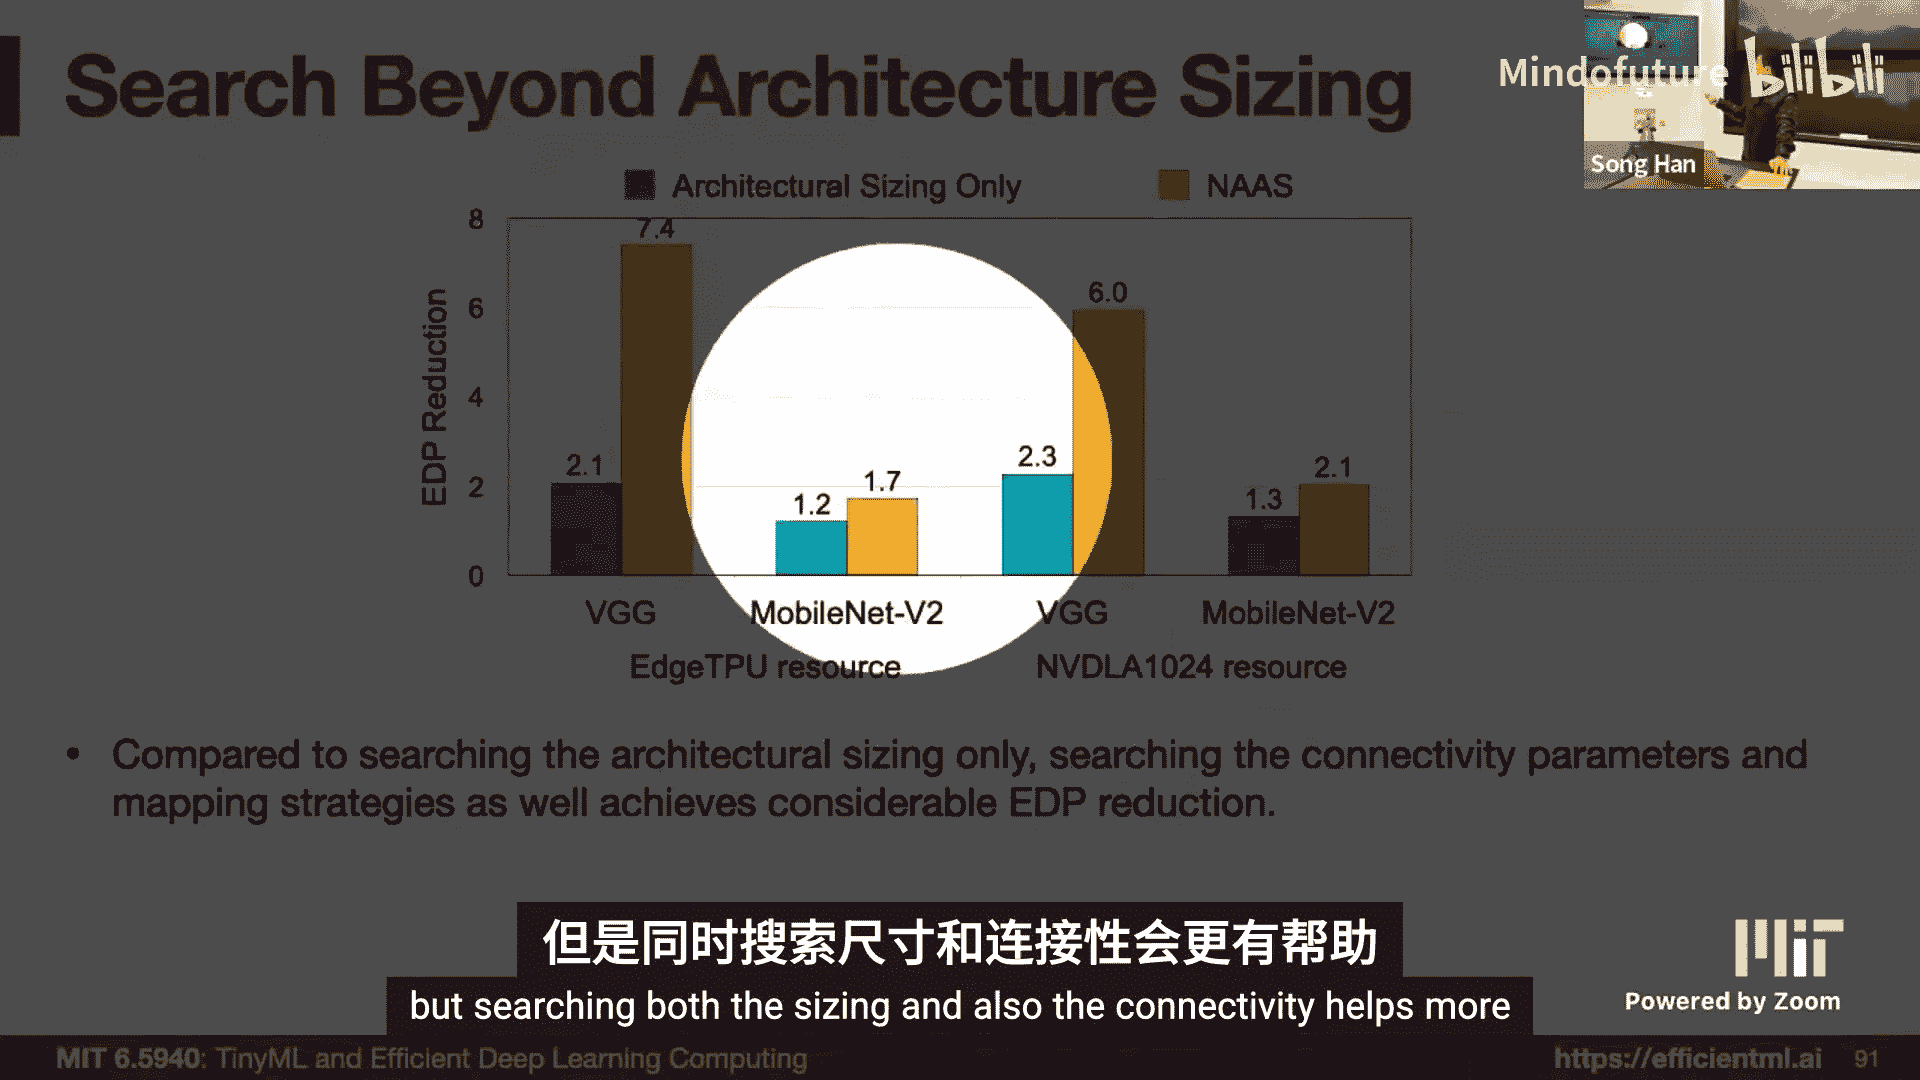 Search Beyond Architecture Sizing
Mindofuture bilibili
Song Han
Architectural Sizing Only NAAS
EDP Reduction
8
6
4
2
0
2.1 7.4 1.2 1.7 2.3 6.0 1.3 2.1
VGG MobileNet-V2 VGG MobileNet-V2
EdgeTPU resource NVDLA1024 resource
• Compared to searching the architectural sizing only, searching the connectivity parameters and
mapping strategies as well achieves considerable EDP reduction.
但是同时搜索尺寸和连接性会更有帮助
but searching both the sizing and also the connectivity helps more
MIT
Powered by Zoom
MIT 6.5940: TinyML and Efficient Deep Learning Computing
https://efficientml.ai 91